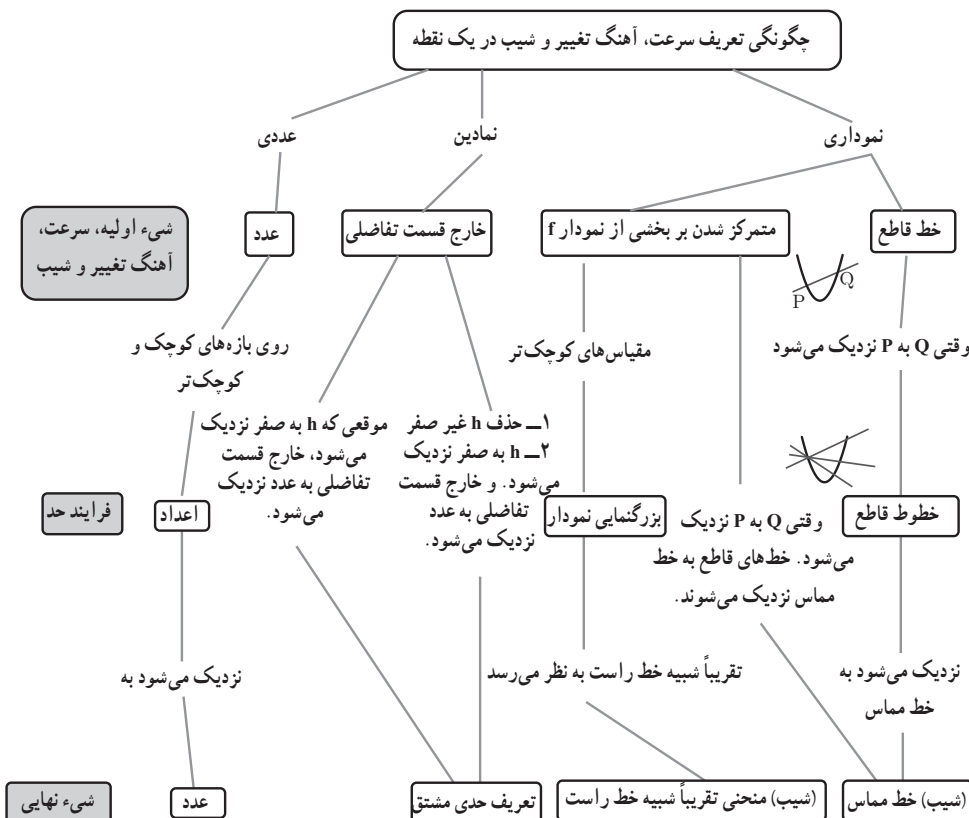 چگونگی تعریف سرعت، آهنگ تغییر و شیب در یک نقطه
نموداری
نمادین
عددی
خط قاطع
متمرکز شدن بر بخشی از نمودار f
خارج قسمت تفاضلی
عدد
شیء اولیه، سرعت،
آهنگ تغییر و شیب
P
Q
وقتی Q به P نزدیک می‌شود
مقیاس‌های کوچک‌تر
روی بازه‌های کوچک و
کوچک‌تر
۱ــ حذف h غیر صفر
۲ــ h به صفر نزدیک
می‌شود. و خارج قسمت
تفاضلی به عدد
نزدیک می‌شود.
موقعی که h به صفر نزدیک
می‌شود، خارج قسمت
تفاضلی به عدد نزدیک
می‌شود.
خطوط قاطع
وقتی Q به P نزدیک
می‌شود. خط‌های قاطع به خط
مماس نزدیک می‌شوند.
بزرگنمایی نمودار
اعداد
فرایند حد
نزدیک می‌شود به
خط مماس
تقریباً شبیه خط راست به نظر می‌رسد
نزدیک می‌شود به
(شیب) خط مماس
(شیب) منحنی تقریباً شبیه خط راست
تعریف حدی مشتق
عدد
شیء نهایی